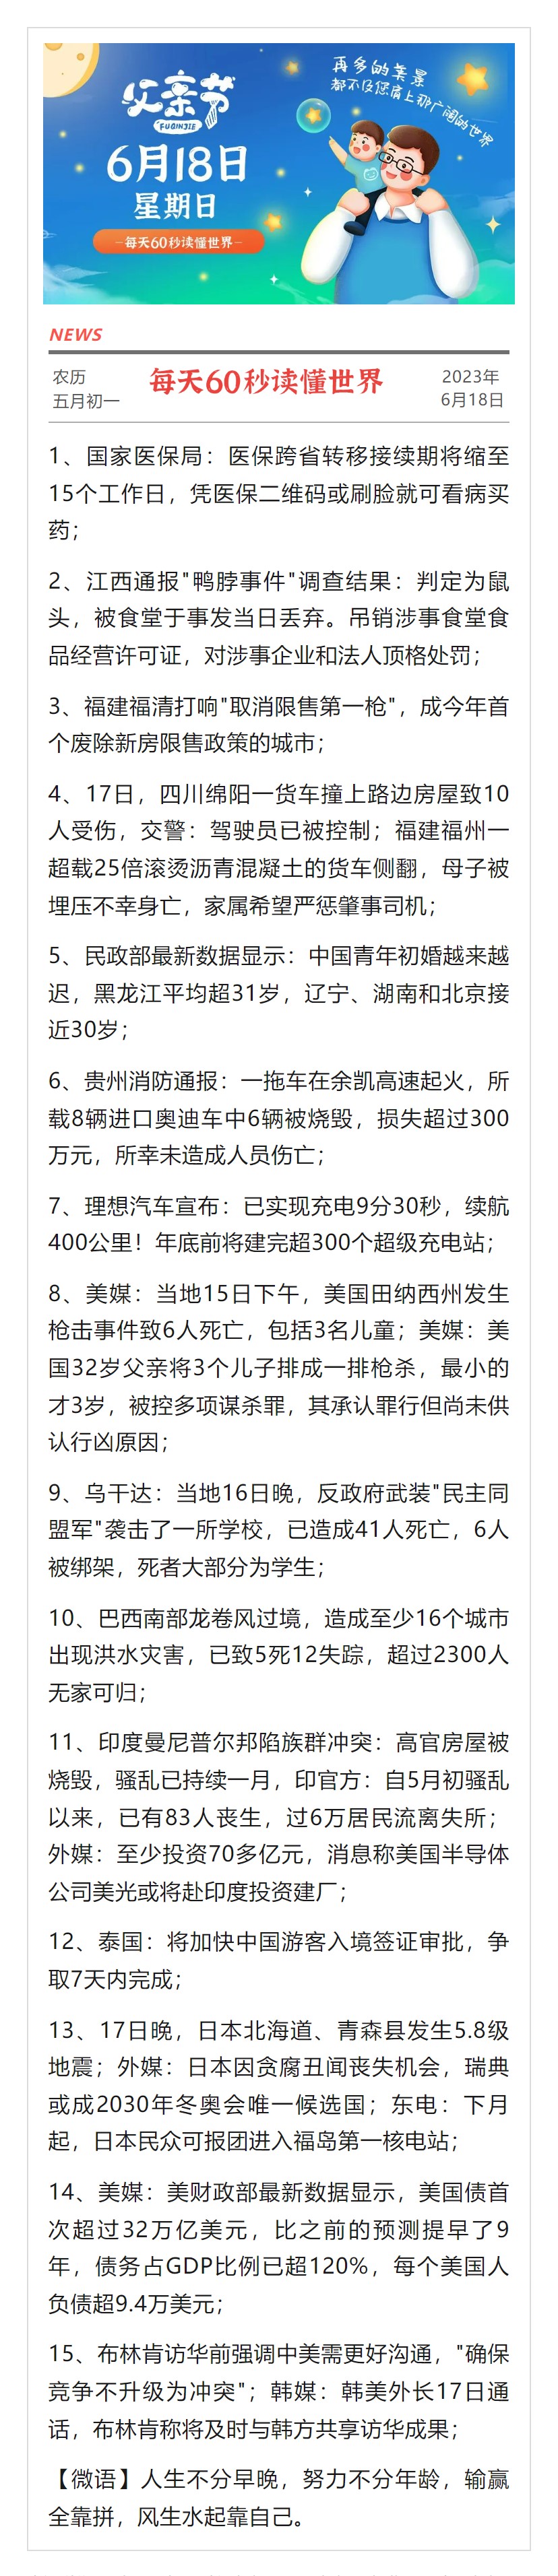 父亲节
FUQINJIE
6月18日
星期日
每天60秒读懂世界
再多的美景
都不及您肩上那广阔的世界
NEWS
农历
五月初一
每天60秒读懂世界
2023年
6月18日
1、国家医保局：医保跨省转移接续期将缩至
15个工作日，凭医保二维码或刷脸就可看病买
药；
2、江西通报"鸭脖事件"调查结果：判定为鼠
头，被食堂于事发当日丢弃。吊销涉事食堂食
品经营许可证，对涉事企业和法人顶格处罚；
3、福建福清打响"取消限售第一枪"，成今年首
个废除新房限售政策的城市；
4、17日，四川绵阳一货车撞上路边房屋致10
人受伤，交警：驾驶员已被控制；福建福州一
超载25倍滚烫沥青混凝土的货车侧翻，母子被
埋压不幸身亡，家属希望严惩肇事司机；
5、民政部最新数据显示：中国青年初婚越来越
迟，黑龙江平均超31岁，辽宁、湖南和北京接
近30岁；
6、贵州消防通报：一拖车在余凯高速起火，所
载8辆进口奥迪车中6辆被烧毁，损失超过300
万元，所幸未造成人员伤亡；
7、理想汽车宣布：已实现充电9分30秒，续航
400公里！年底前将建完超300个超级充电站；
8、美媒：当地15日下午，美国田纳西州发生
枪击事件致6人死亡，包括3名儿童；美媒：美
国32岁父亲将3个儿子排成一排枪杀，最小的
才3岁，被控多项谋杀罪，其承认罪行但尚未供
认行凶原因；
9、乌干达：当地16日晚，反政府武装"民主同
盟军"袭击了一所学校，已造成41人死亡，6人
被绑架，死者大部分为学生；
10、巴西南部龙卷风过境，造成至少16个城市
出现洪水灾害，已致5死12失踪，超过2300人
无家可归；
11、印度曼尼普尔邦陷族群冲突：高官房屋被
烧毁，骚乱已持续一月，印官方：自5月初骚乱
以来，已有83人丧生，过6万居民流离失所；
外媒：至少投资70多亿元，消息称美国半导体
公司美光或将赴印度投资建厂；
12、泰国：将加快中国游客入境签证审批，争
取7天内完成；
13、17日晚，日本北海道、青森县发生5.8级
地震；外媒：日本因贪腐丑闻丧失机会，瑞典
或成2030年冬奥会唯一候选国；东电：下月
起，日本民众可报团进入福岛第一核电站；
14、美媒：美财政部最新数据显示，美国债首
次超过32万亿美元，比之前的预测提早了9
年，债务占GDP比例已超120%，每个美国人
负债超9.4万美元；
15、布林肯访华前强调中美需更好沟通，"确保
竞争不升级为冲突"；韩媒：韩美外长17日通
话，布林肯称将及时与韩方共享访华成果；
【微语】人生不分早晚，努力不分年龄，输赢
全靠拼，风生水起靠自己。